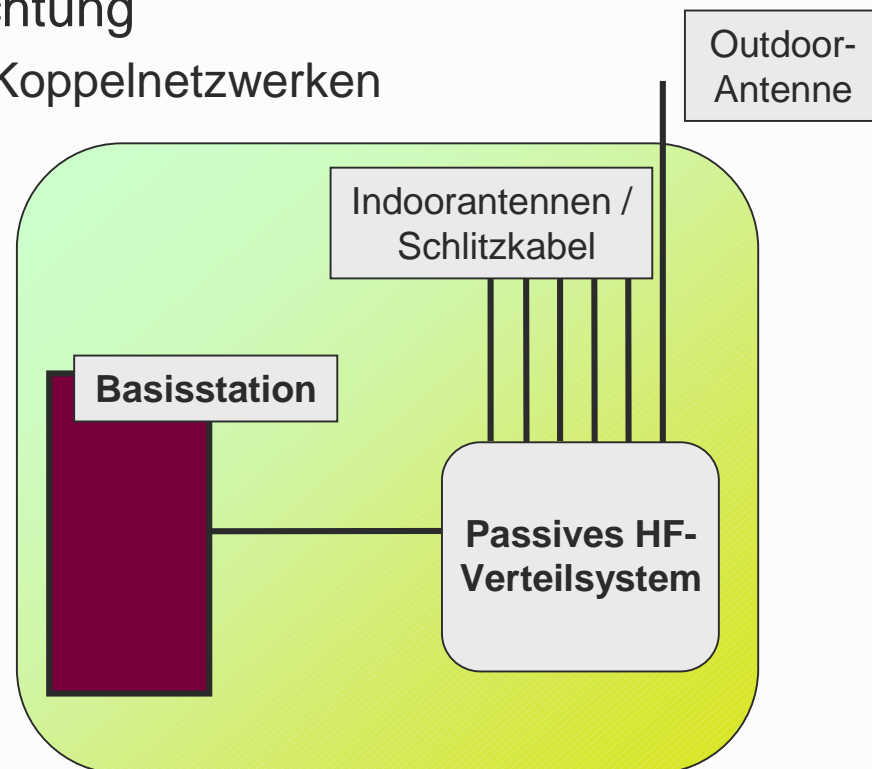 Koppelnetzwerken
Outdoor-
Antenne
Indoorantennen /
Schlitzkabel
Basisstation
Passives HF-
Verteilsystem